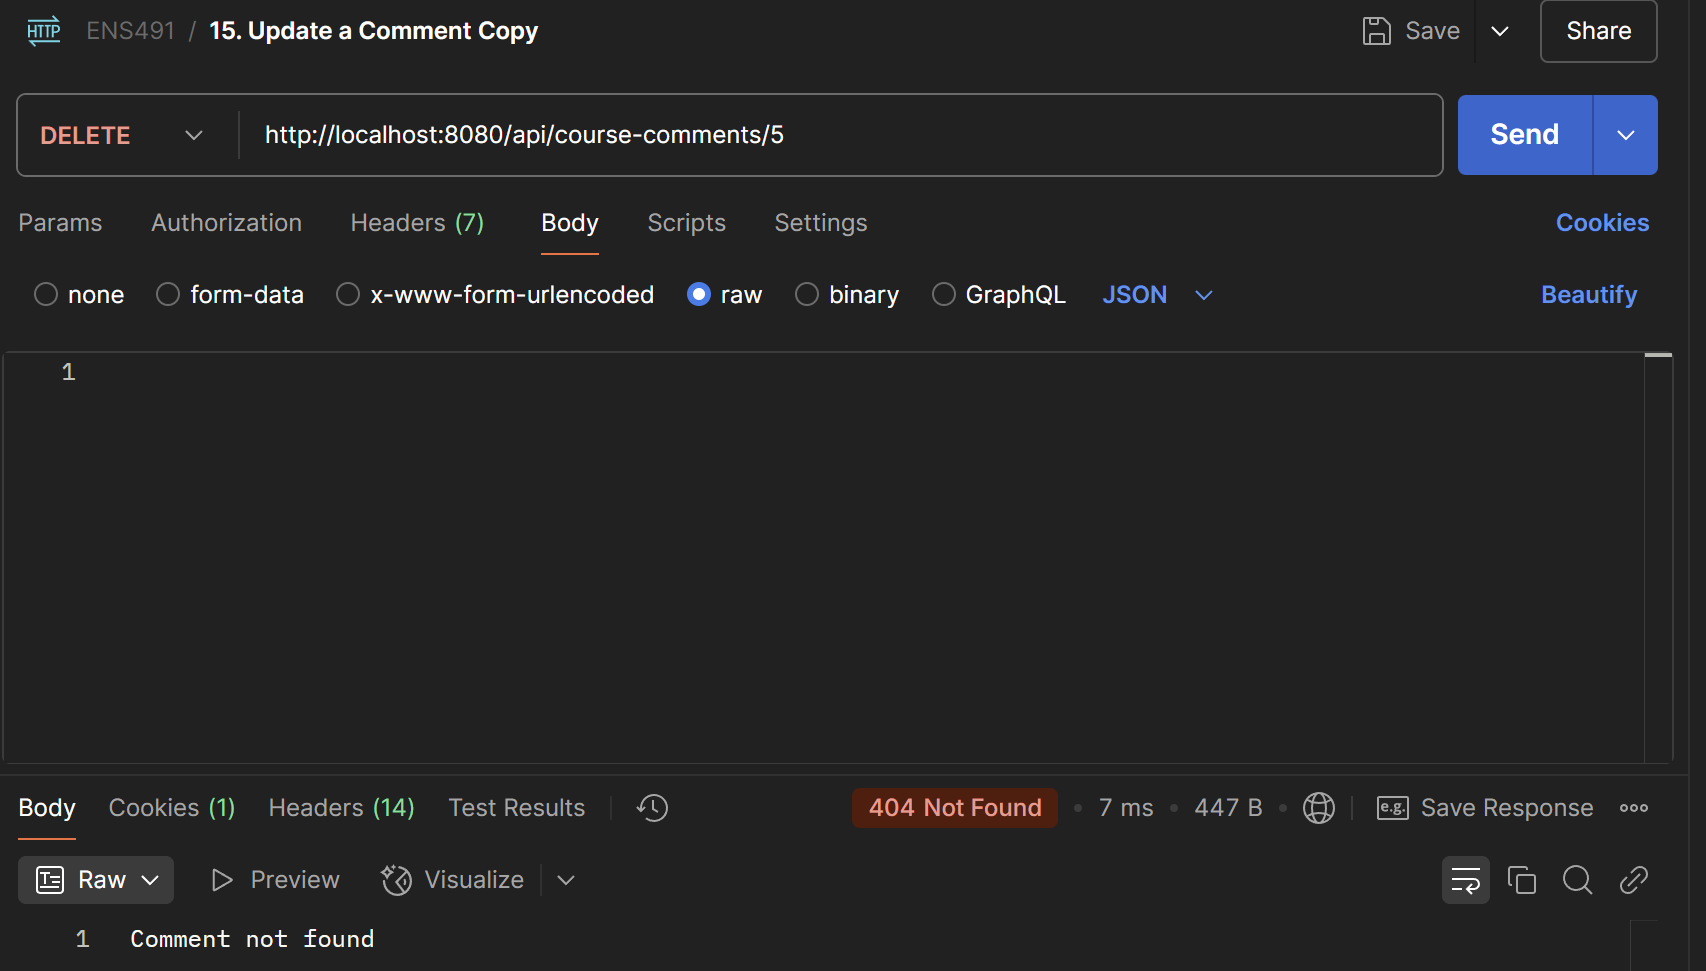 HTTP ENS491 / 15. Update a Comment Copy Save Share
DELETE http://localhost:8080/api/course-comments/5 Send
Params Authorization Headers (7) Body Scripts Settings Cookies
none form-data x-www-form-urlencoded raw binary GraphQL JSON Beautify
1
Body Cookies (1) Headers (14) Test Results 404 Not Found • 7 ms • 447 B • e.g. Save Response
Raw Preview Visualize
1 Comment not found